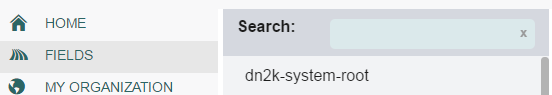 HOME
FIELDS
MY ORGANIZATION
Search:
x
dn2k-system-root